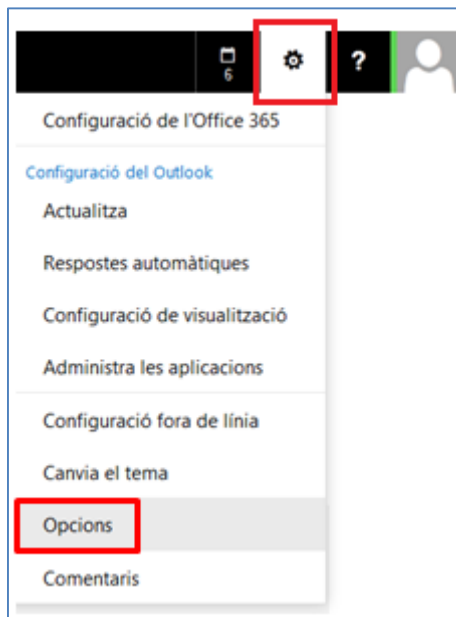 6
?
Configuració de l'Office 365
Configuració del Outlook
Actualitza
Respostes automàtiques
Configuració de visualització
Administra les aplicacions
Configuració fora de línia
Canvia el tema
Opcions
Comentaris